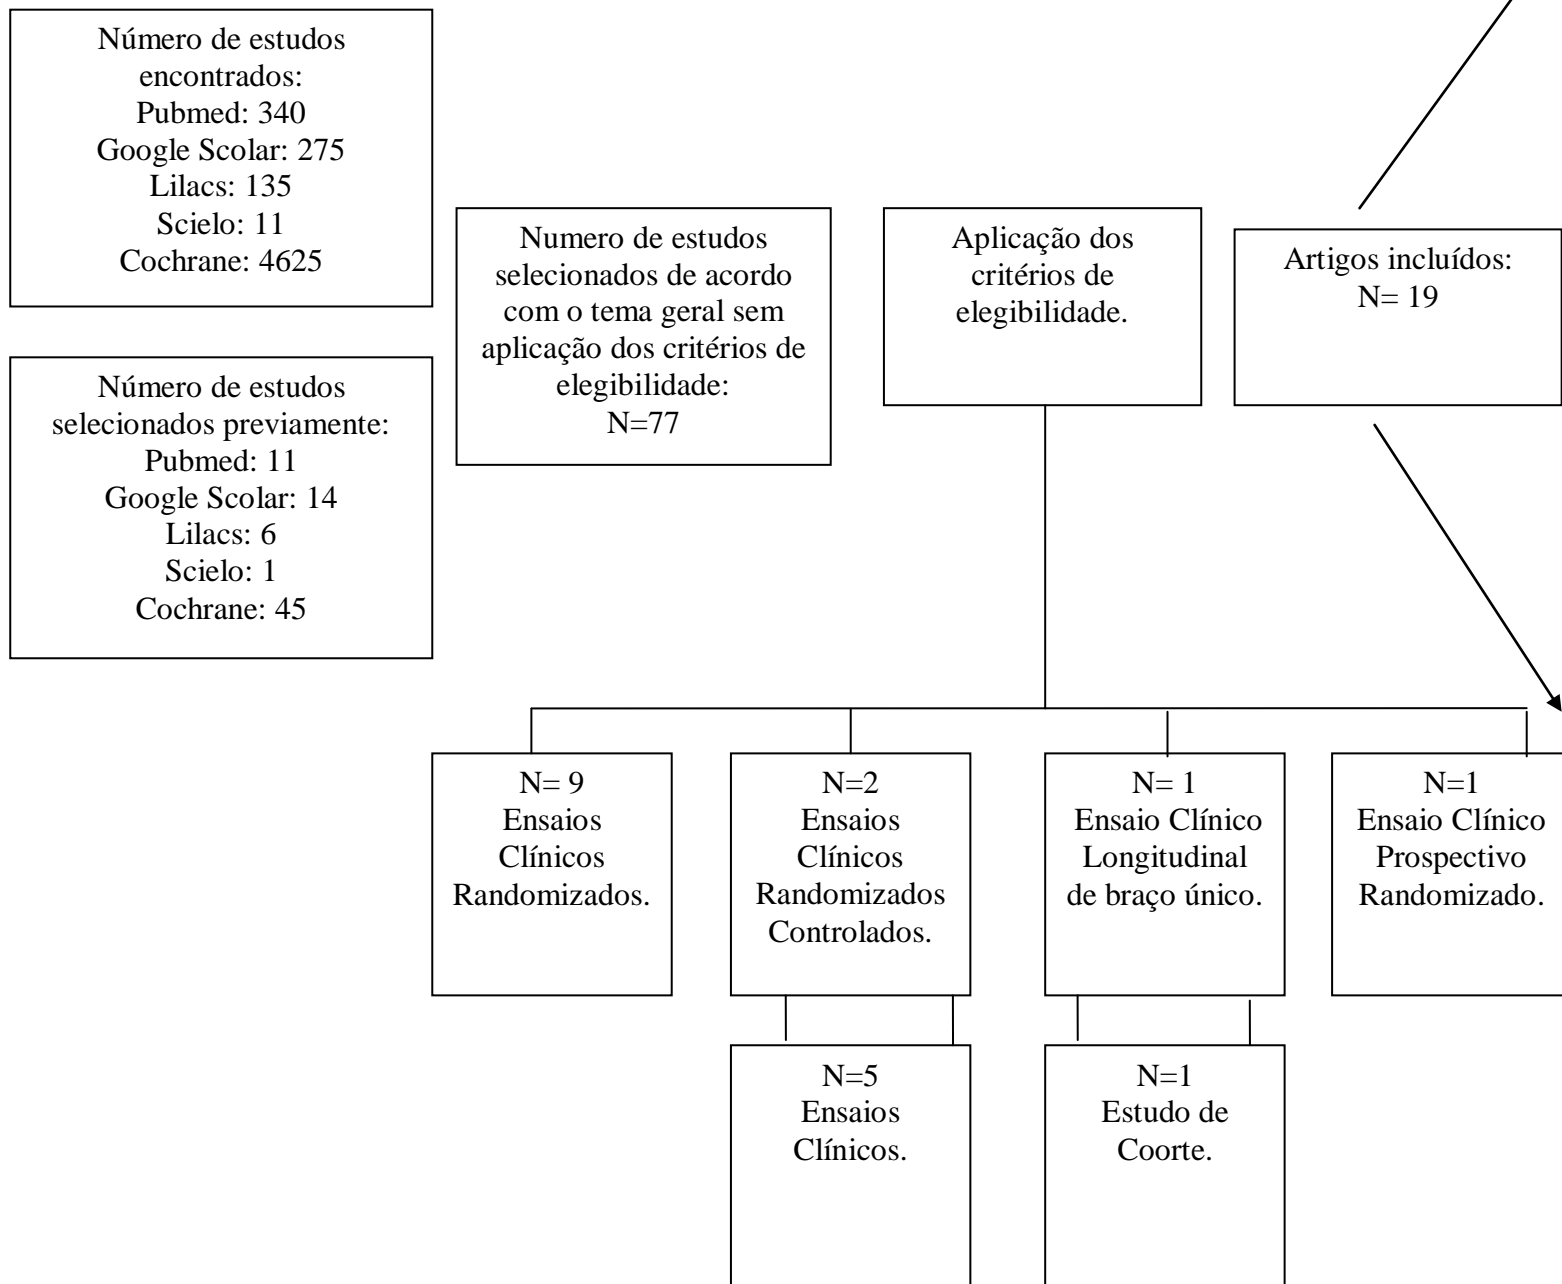 Número de estudos
encontrados:
Pubmed: 340
Google Scolar: 275
Lilacs: 135
Scielo: 11
Cochrane: 4625
Número de estudos
selecionados previamente:
Pubmed: 11
Google Scolar: 14
Lilacs: 6
Scielo: 1
Cochrane: 45
Numero de estudos
selecionados de acordo
com o tema geral sem
aplicação dos critérios de
elegibilidade:
N=77
Aplicação dos
critérios de
elegibilidade.
Artigos incluídos:
N= 19
N= 9
Ensaios
Clínicos
Randomizados.
N=2
Ensaios
Clínicos
Randomizados
Controlados.
N= 1
Ensaio Clínico
Longitudinal
de braço único.
N=1
Ensaio Clínico
Prospectivo
Randomizado.
N=5
Ensaios
Clínicos.
N=1
Estudo de
Coorte.